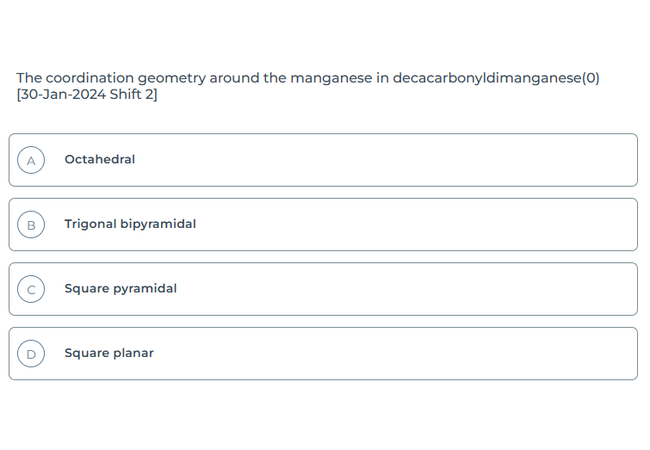 The coordination geometry around the manganese in decacarbonyldimanganese(0)
[30-Jan-2024 Shift 2]
A Octahedral
B Trigonal bipyramidal
C Square pyramidal
D Square planar